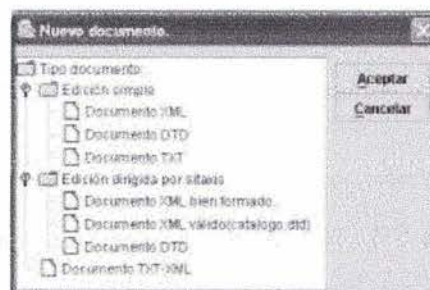 Nuevo documento.
Tipo documento
Edición simple
Documento XML
Documento DTD
Documento TXT
Edición dirigida por sitaxis
Documento XML bien formado.
Documento XML válido(catalogo.dtd)
Documento DTD
Documento TXT-XML
Aceptar
Cancelar